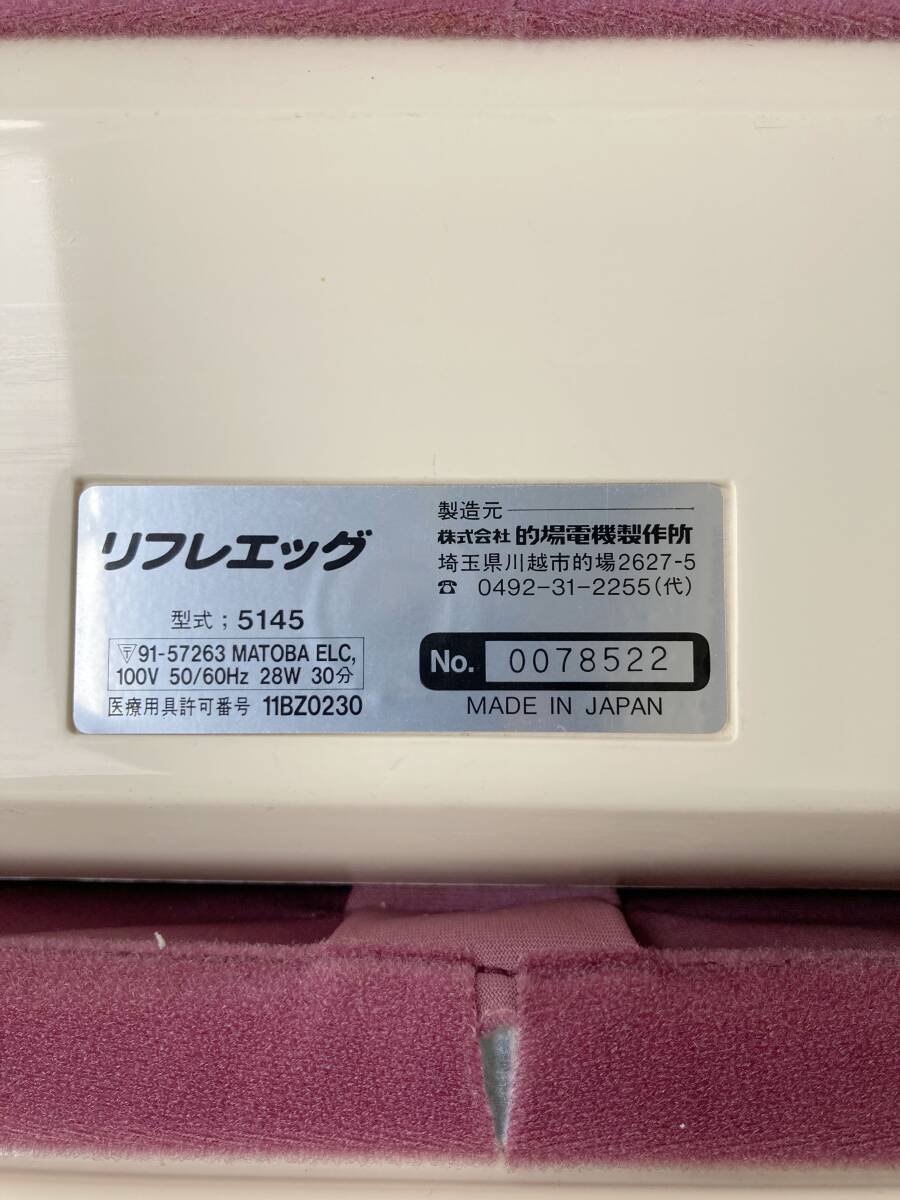 リフレエッグ
型式；5145
〒91-57263 MATOBA ELC,
100V 50/60Hz 28W 30分
医療用具許可番号 11BZ0230
製造元
株式会社 的場電機製作所
埼玉県川越市的場2627-5
☎ 0492-31-2255(代)
No. 0078522
MADE IN JAPAN